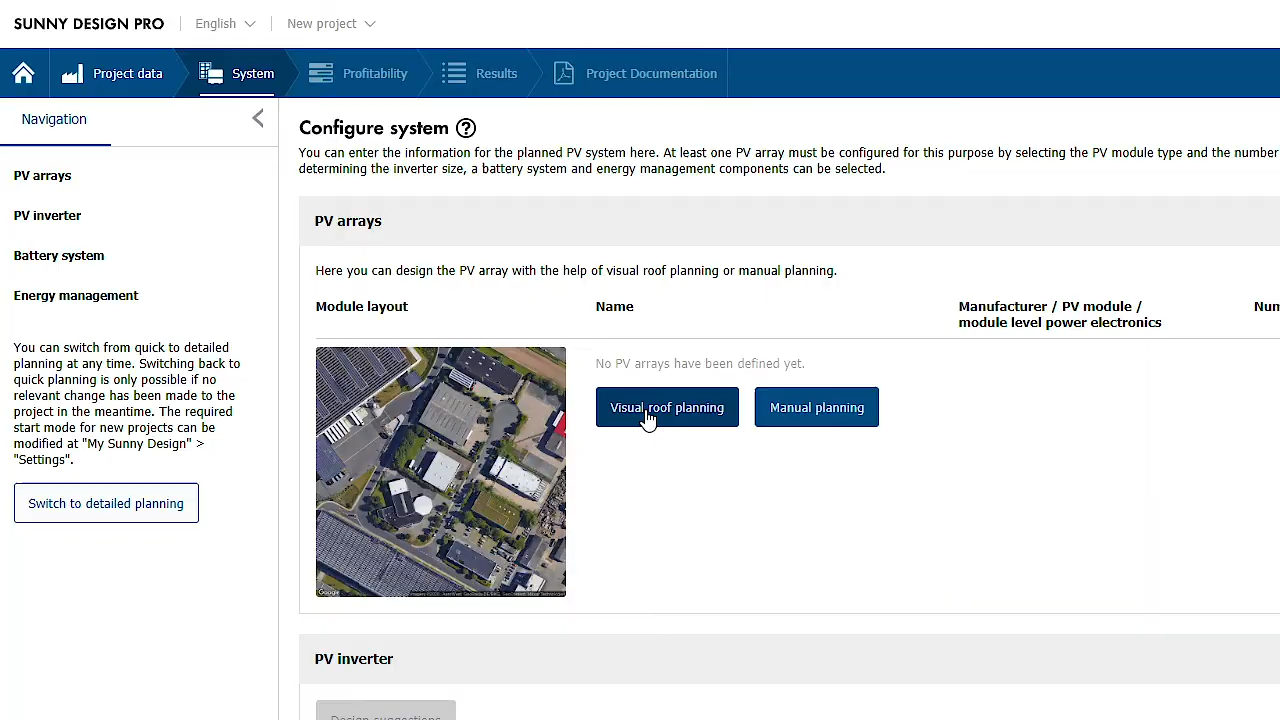 SUNNY DESIGN PRO
English
New project
Project data
System
Profitability
Results
Project Documentation
Navigation
PV arrays
PV inverter
Battery system
Energy management
You can switch from quick to detailed
planning at any time. Switching back to
quick planning is only possible if no
relevant change has been made to the
project in the meantime. The required
start mode for new projects can be
modified at "My Sunny Design" >
"Settings".
Switch to detailed planning
Configure system ?
You can enter the information for the planned PV system here. At least one PV array must be configured for this purpose by selecting the PV module type and the number
determining the inverter size, a battery system and energy management components can be selected.
PV arrays
Here you can design the PV array with the help of visual roof planning or manual planning.
Module layout
Name
Manufacturer / PV module /
module level power electronics
Num
No PV arrays have been defined yet.
Visual roof planning
Manual planning
Google
PV inverter
Design suggestions